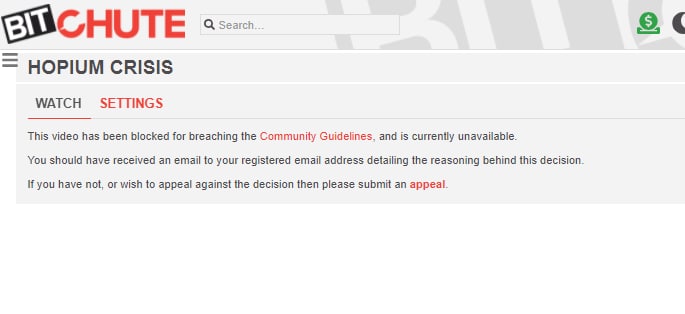 BITCHUTE
Search...
HOPIUM CRISIS
WATCH SETTINGS
This video has been blocked for breaching the Community Guidelines, and is currently unavailable.
You should have received an email to your registered email address detailing the reasoning behind this decision.
If you have not, or wish to appeal against the decision then please submit an appeal.